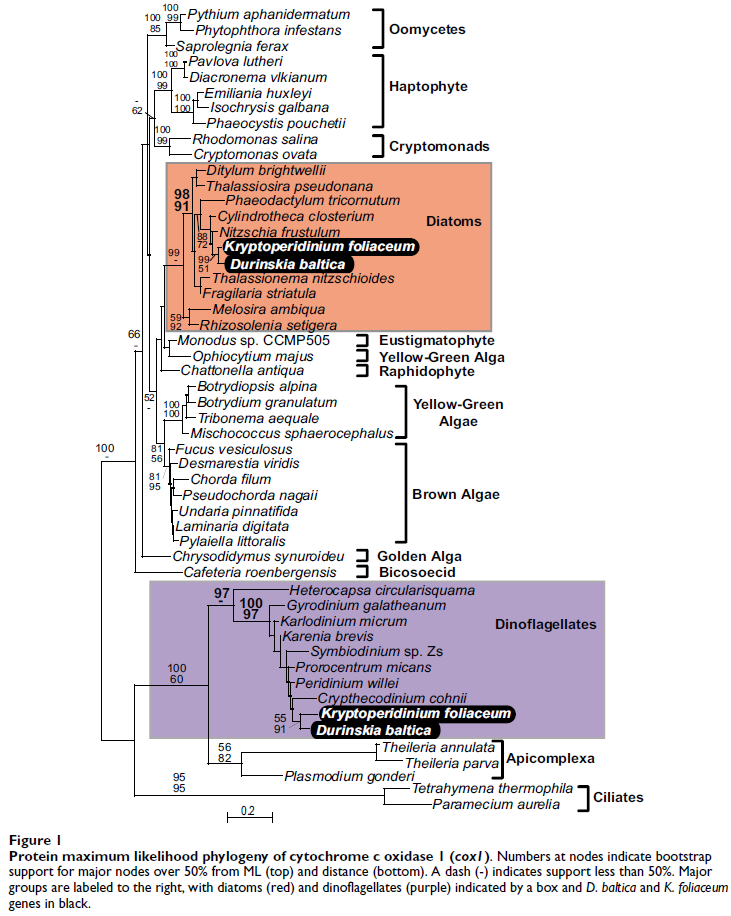 100
99
Pythium aphanidermatum
Phytophthora infestans
100
85
Saprolegnia ferax
Oomycetes
100
100
Pavlova lutheri
Diacronema vlkianum
100
99
Emiliania huxleyi
100
100
Isochrysis galbana
Phaeocystis pouchetii
Haptophyte
-
62
100
99
Rhodomonas salina
Cryptomonas ovata
Cryptomonads
Ditylum brightwellii
Thalassiosira pseudonana
98
91
Phaeodactylum tricornutum
Cylindrotheca closterium
88
72
Nitzschia frustulum
Kryptoperidinium foliaceum
99
51
Durinskia baltica
Diatoms
99
-
Thalassionema nitzschioides
Fragilaria striatula
59
92
Melosira ambiqua
Rhizosolenia setigera
66
-
Monodus sp. CCMP505
Eustigmatophyte
Ophiocytium majus
Yellow-Green Alga
Chattonella antiqua
Raphidophyte
52
-
100
100
Botrydiopsis alpina
Botrydium granulatum
Tribonema aequale
Mischococcus sphaerocephalus
Yellow-Green
Algae
81
56
Fucus vesiculosus
Desmarestia viridis
81
95
Chorda filum
Pseudochorda nagaii
Undaria pinnatifida
Laminaria digitata
Pylaiella littoralis
Brown Algae
100
-
Chrysodidymus synuroideu
Golden Alga
Cafeteria roenbergensis
Bicosoecid
97
-
Heterocapsa circularisquama
100
97
Gyrodinium galatheanum
Karlodinium micrum
Karenia brevis
Symbiodinium sp. Zs
Prorocentrum micans
Peridinium willei
Crypthecodinium cohnii
55
91
Kryptoperidinium foliaceum
Durinskia baltica
Dinoflagellates
100
60
56
82
Theileria annulata
Theileria parva
Plasmodium gonderi
Apicomplexa
95
95
Tetrahymena thermophila
Paramecium aurelia
Ciliates
0.2
Figure 1
Protein maximum likelihood phylogeny of cytochrome c oxidase 1 (cox1). Numbers at nodes indicate bootstrap
support for major nodes over 50% from ML (top) and distance (bottom). A dash (-) indicates support less than 50%. Major
groups are labeled to the right, with diatoms (red) and dinoflagellates (purple) indicated by a box and D. baltica and K. foliaceum
genes in black.